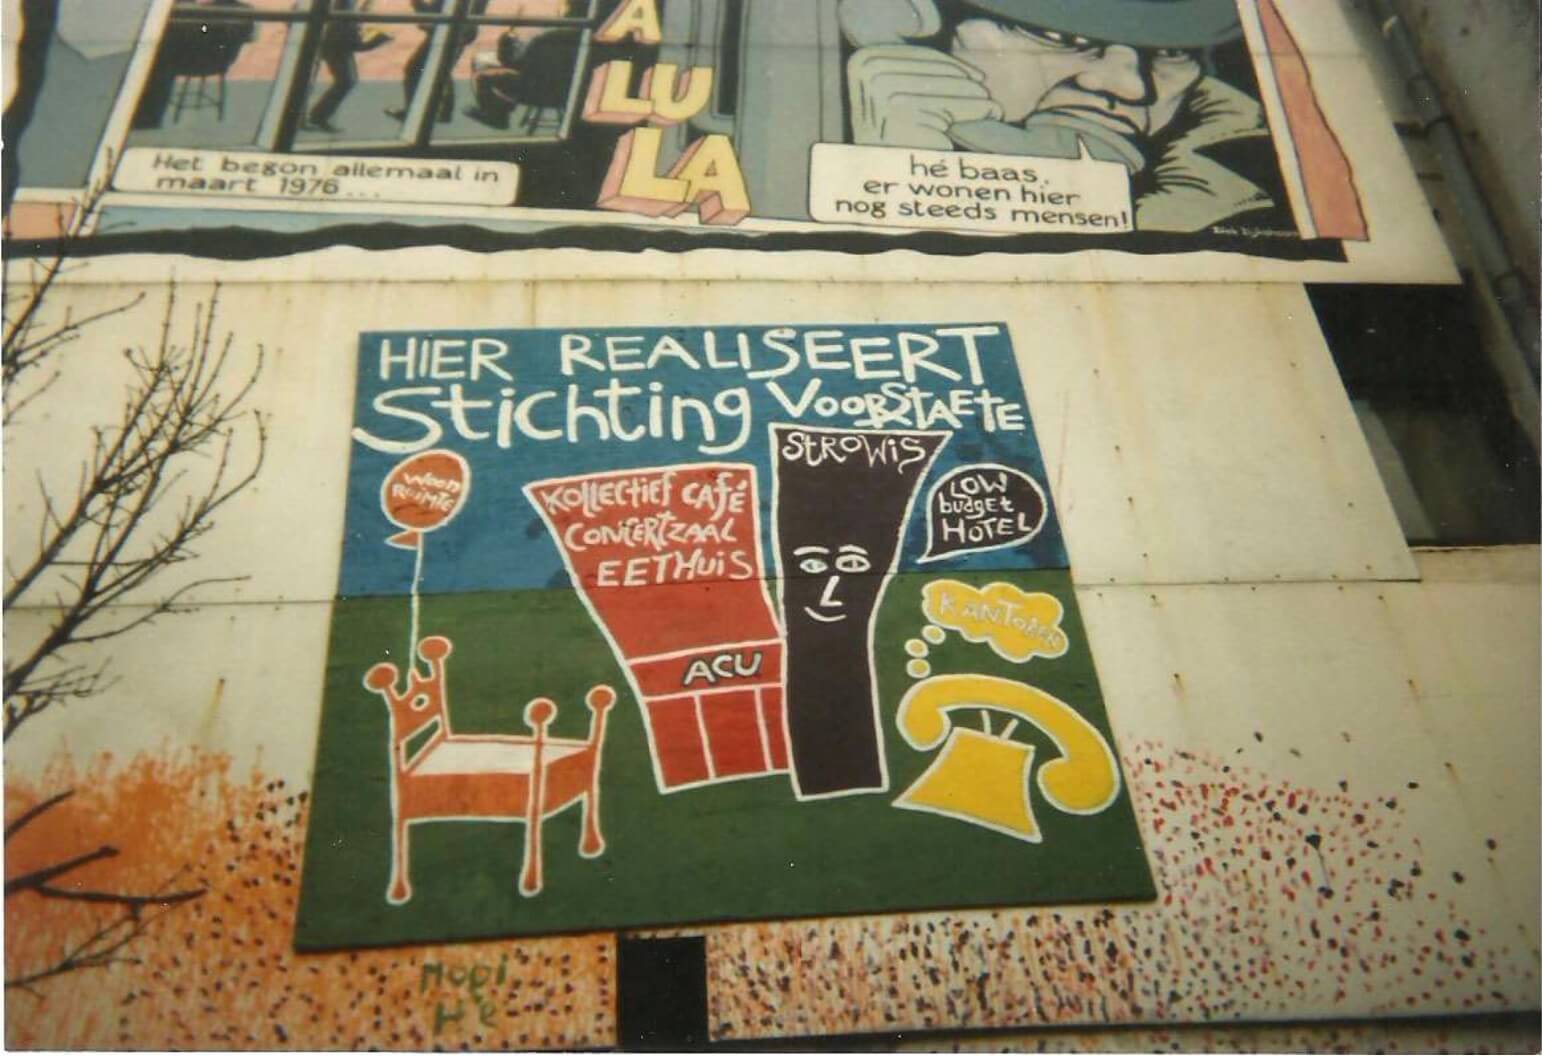 A
LU
LA
Het begon allemaal in
maart 1976...
hé baas,
er wonen hier
nog steeds mensen!
HIER REALISEERT
Stichting VOORSTAETE
Woon
Ruimte
Kollectief café
Concertzaal
EETHUIS
ACU
STROWIS
LOW
budget
HOTEL
KANTOREN